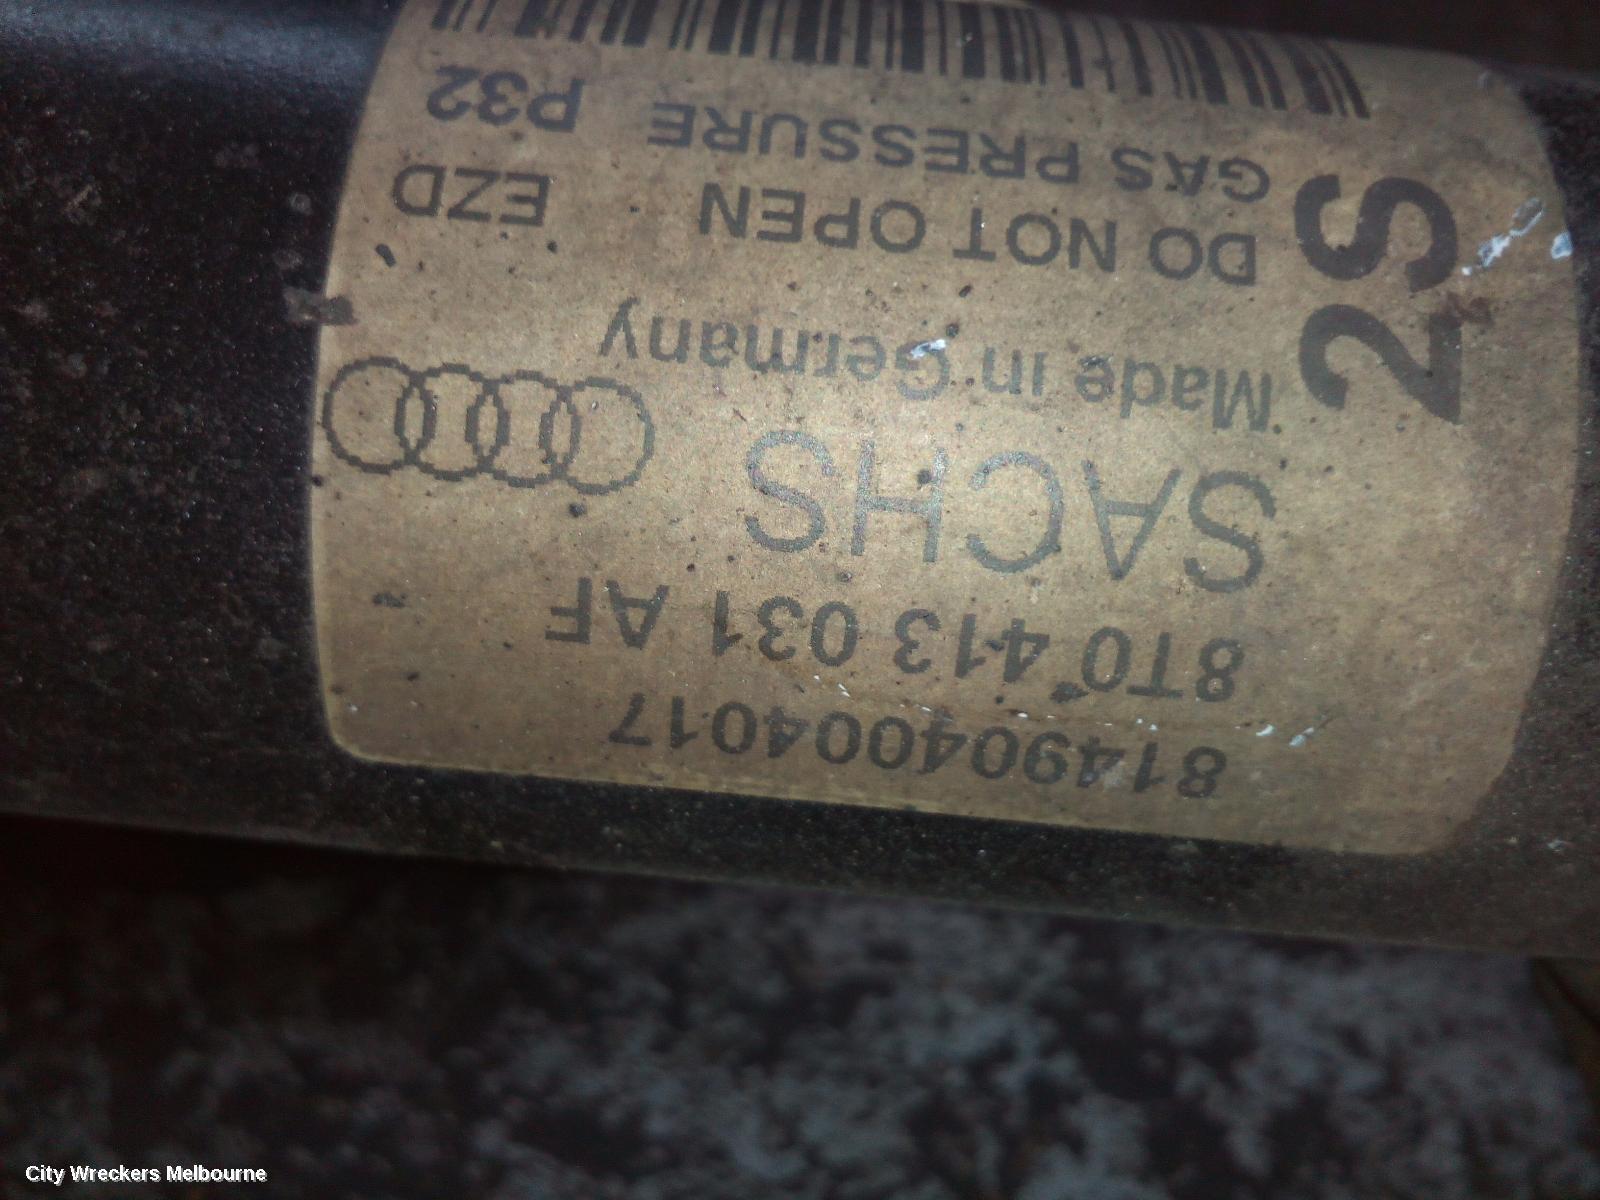 814904004017
8T0 413 031 AF
SACHS
Made in Germany
2S
DO NOT OPEN EZD
GAS PRESSURE P32
City Wreckers Melbourne